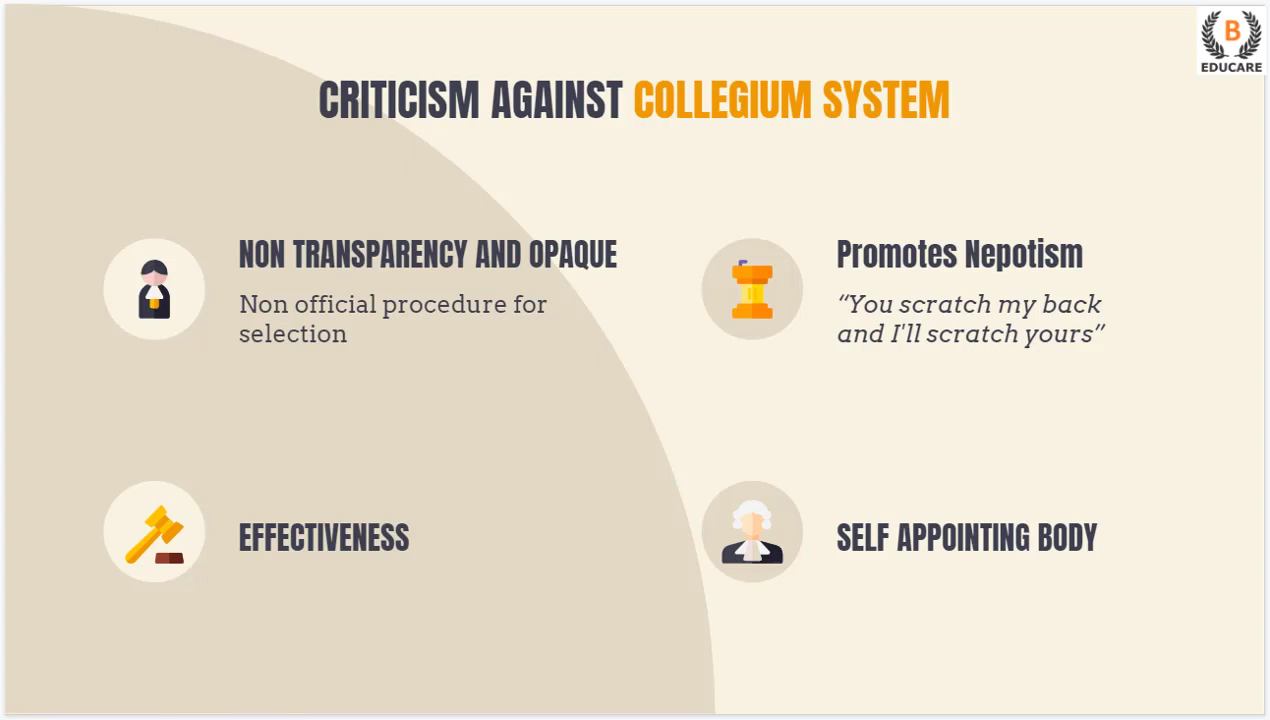 B
EDUCARE
CRITICISM AGAINST COLLEGIUM SYSTEM
NON TRANSPARENCY AND OPAQUE
Non official procedure for
selection
Promotes Nepotism
“You scratch my back
and I'll scratch yours”
EFFECTIVENESS
SELF APPOINTING BODY